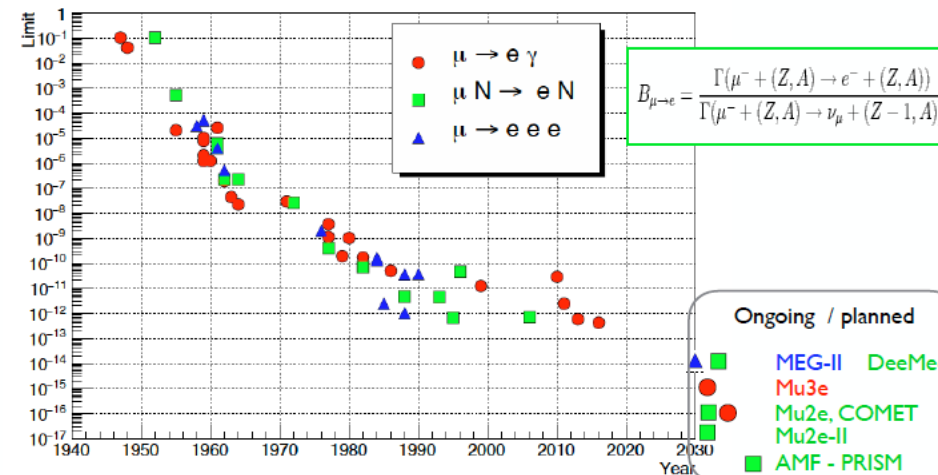 Limit
1
10⁻¹
10⁻²
10⁻³
10⁻⁴
10⁻⁵
10⁻⁶
10⁻⁷
10⁻⁸
10⁻⁹
10⁻¹⁰
10⁻¹¹
10⁻¹²
10⁻¹³
10⁻¹⁴
10⁻¹⁵
10⁻¹⁶
10⁻¹⁷
1940 1950 1960 1970 1980 1990 2000 2010 2020 2030
Year
μ → e γ
μ N → e N
μ → e e e
B_{μ→e} = Γ(μ⁻ + (Z, A) → e⁻ + (Z, A)) / Γ(μ⁻ + (Z, A) → ν_μ + (Z − 1, A)
Ongoing / planned
MEG-II DeeMe
Mu3e
Mu2e, COMET
Mu2e-II
AMF - PRISM